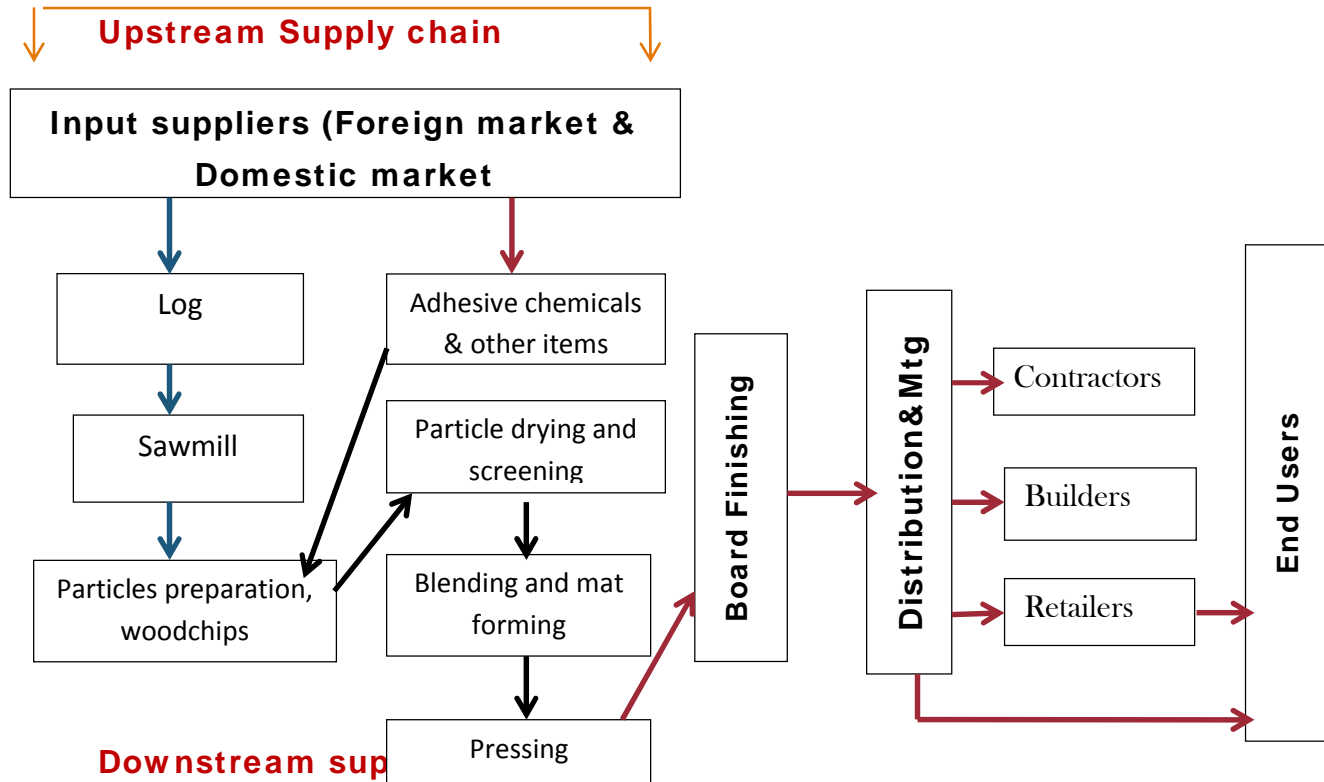 Upstream Supply chain
Input suppliers (Foreign market &
Domestic market
Log
Adhesive chemicals
& other items
Sawmill
Particle drying and
screening
Particles preparation,
woodchips
Blending and mat
forming
Pressing
Board Finishing
Distribution&Mtg
Contractors
Builders
Retailers
End Users
Downstream